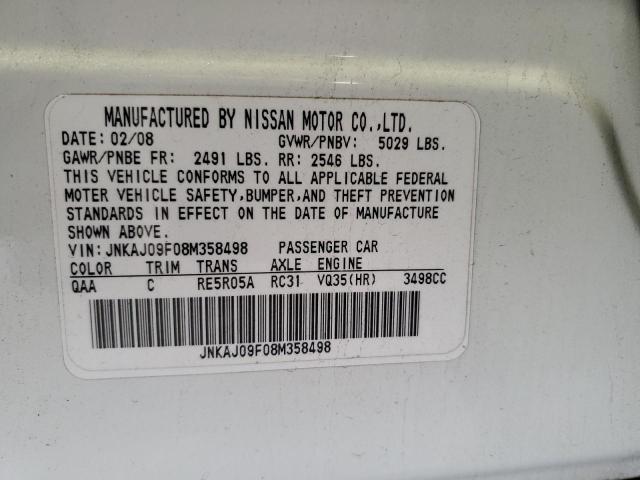 MANUFACTURED BY NISSAN MOTOR CO.,LTD.
DATE: 02/08 GVWR/PNBV: 5029 LBS.
GAWR/PNBE FR: 2491 LBS. RR: 2546 LBS.
THIS VEHICLE CONFORMS TO ALL APPLICABLE FEDERAL
MOTER VEHICLE SAFETY,BUMPER,AND THEFT PREVENTION
STANDARDS IN EFFECT ON THE DATE OF MANUFACTURE
SHOWN ABOVE.
VIN: JNKAJ09F08M358498 PASSENGER CAR
COLOR TRIM TRANS AXLE ENGINE
QAA C RE5R05A RC31 VQ35(HR) 3498CC
JNKAJ09F08M358498